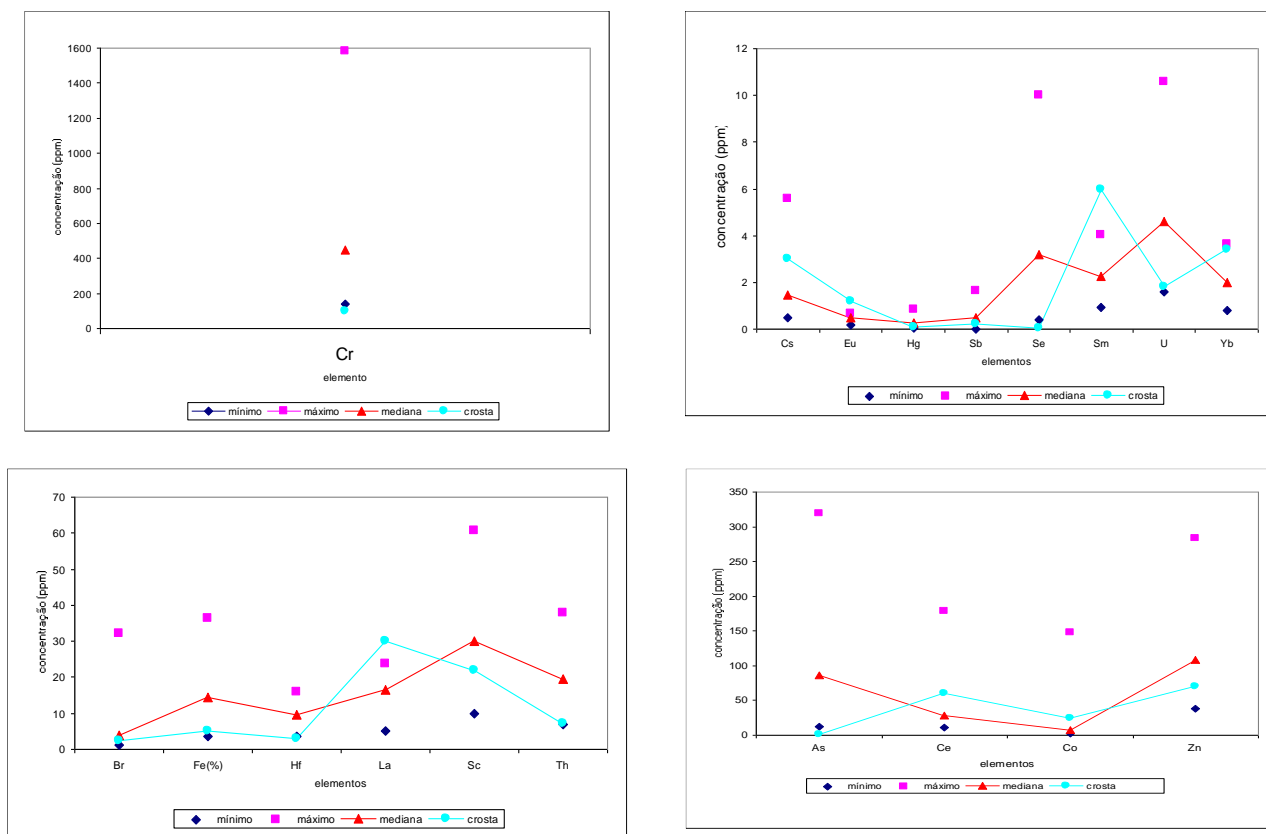 1600
1400
1200
1000
800
600
400
200
0
concentração (ppm)
Cr
elemento
mínimo máximo mediana crosta
12
10
8
6
4
2
0
concentração (ppm)
Cs Eu Hg Sb Se Sm U Yb
elementos
mínimo máximo mediana crosta
70
60
50
40
30
20
10
0
concentração (ppm)
Br Fe(%) Hf La Sc Th
elementos
mínimo máximo mediana crosta
350
300
250
200
150
100
50
0
concentração (ppm)
As Ce Co Zn
elementos
mínimo máximo mediana crosta